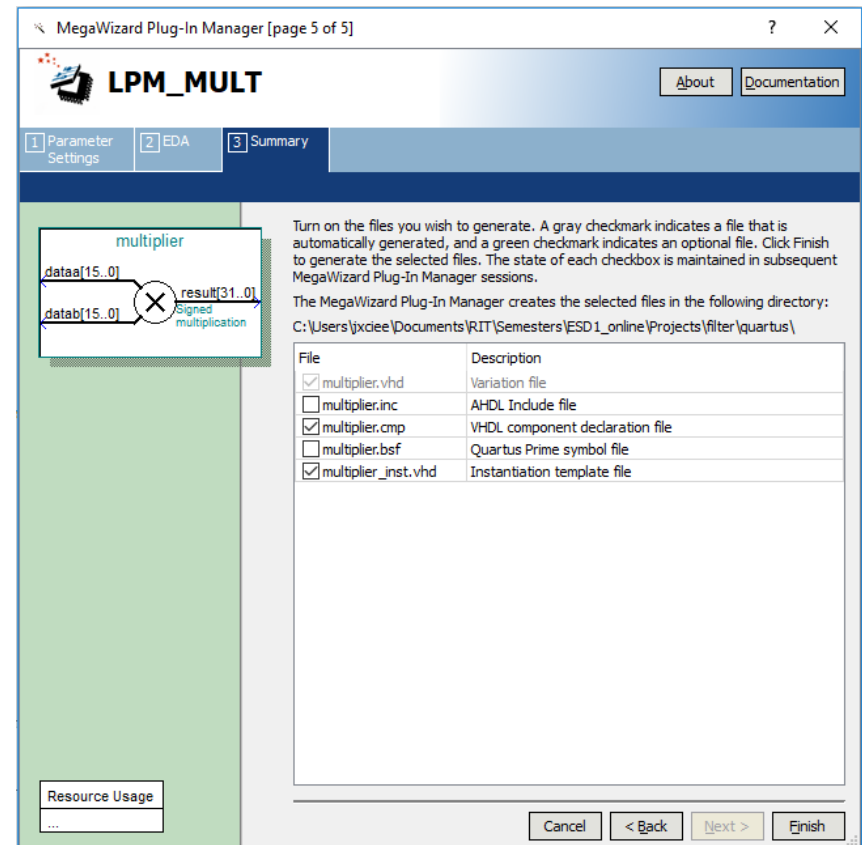 MegaWizard Plug-In Manager [page 5 of 5]
?
LPM_MULT
About
Documentation
1 Parameter Settings
2 EDA
3 Summary
multiplier
dataa[15..0]
result[31..0]
Signed
multiplication
datab[15..0]
Turn on the files you wish to generate. A gray checkmark indicates a file that is
automatically generated, and a green checkmark indicates an optional file. Click Finish
to generate the selected files. The state of each checkbox is maintained in subsequent
MegaWizard Plug-In Manager sessions.
The MegaWizard Plug-In Manager creates the selected files in the following directory:
C:\Users\jxciee\Documents\RIT\Semesters\ESD1_online\Projects\filter\quartus\
File Description
multiplier.vhd Variation file
multiplier.inc AHDL Include file
multiplier.cmp VHDL component declaration file
multiplier.bsf Quartus Prime symbol file
multiplier_inst.vhd Instantiation template file
Resource Usage
...
Cancel
< Back
Next >
Finish